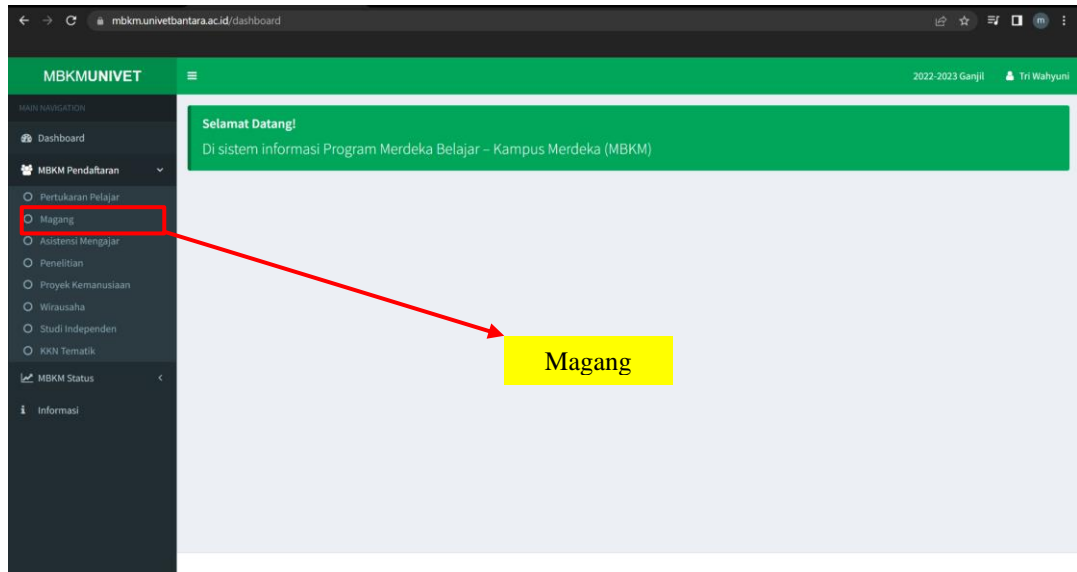 mbkm.univetbantara.ac.id/dashboard
m
MBKMUNIVET
2022-2023 Ganjil
Tri Wahyuni
MAIN NAVIGATION
Dashboard
MBKM Pendaftaran
Pertukaran Pelajar
Magang
Asistensi Mengajar
Penelitian
Proyek Kemanusiaan
Wirausaha
Studi Independen
KKN Tematik
MBKM Status
Informasi
Selamat Datang!
Di sistem informasi Program Merdeka Belajar – Kampus Merdeka (MBKM)
Magang